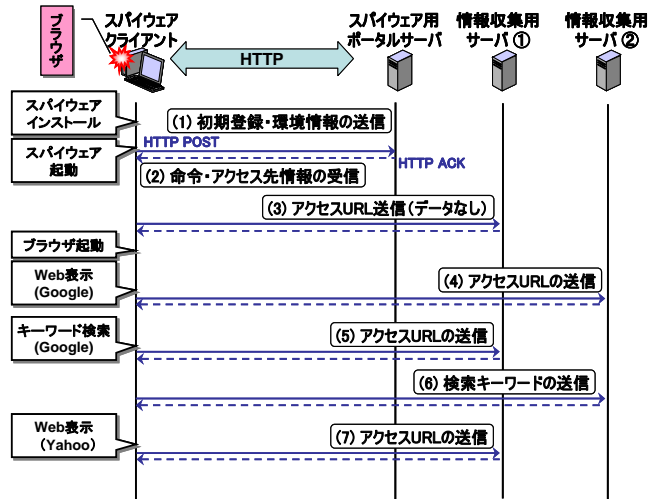 ブラウザ
スパイウェア
クライアント
HTTP
スパイウェア用
ポータルサーバ
情報収集用
サーバ ①
情報収集用
サーバ ②
スパイウェア
インストール
(1) 初期登録・環境情報の送信
HTTP POST
スパイウェア
起動
HTTP ACK
(2) 命令・アクセス先情報の受信
(3) アクセスURL送信(データなし)
ブラウザ起動
Web表示
(Google)
(4) アクセスURLの送信
キーワード検索
(Google)
(5) アクセスURLの送信
(6) 検索キーワードの送信
Web表示
(Yahoo)
(7) アクセスURLの送信